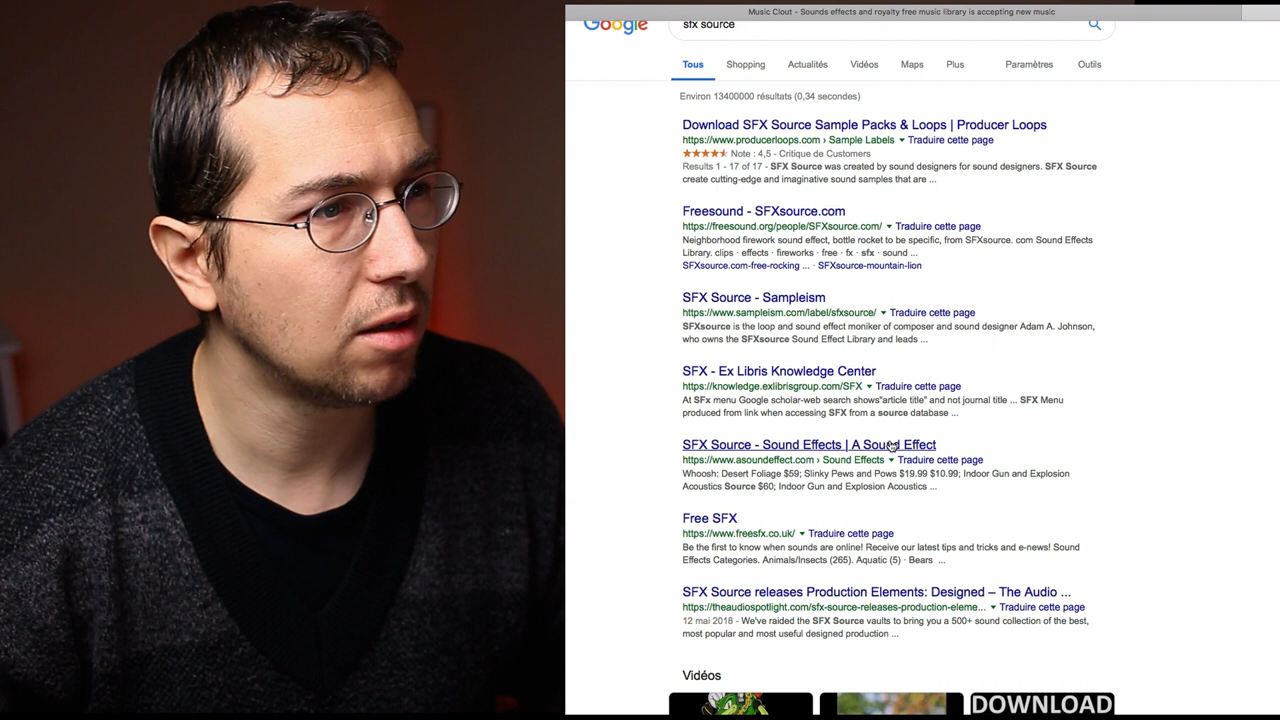 Music Clout - Sounds effects and royalty free music library is accepting new music
Google
sfx source
Tous Shopping Actualités Vidéos Maps Plus Paramètres Outils
Environ 13400000 résultats (0,34 secondes)
Download SFX Source Sample Packs & Loops | Producer Loops
https://www.producerloops.com › Sample Labels Traduire cette page
Note : 4,5 - Critique de Customers
Results 1 - 17 of 17 - SFX Source was created by sound designers for sound designers. SFX Source
create cutting-edge and imaginative sound samples that are ...
Freesound - SFXsource.com
https://freesound.org/people/SFXsource.com/ Traduire cette page
Neighborhood firework sound effect, bottle rocket to be specific, from SFXsource. com Sound Effects
Library. clips · effects · fireworks · free · fx · sfx · sound ...
SFXsource.com-free-rocking ... · SFXsource-mountain-lion
SFX Source - Sampleism
https://www.sampleism.com/label/sfxsource/ Traduire cette page
SFXsource is the loop and sound effect moniker of composer and sound designer Adam A. Johnson,
who owns the SFXsource Sound Effect Library and leads ...
SFX - Ex Libris Knowledge Center
https://knowledge.exlibrisgroup.com/SFX Traduire cette page
At SFx menu Google scholar-web search shows"article title" and not journal title ... SFX Menu
produced from link when accessing SFX from a source database ...
SFX Source - Sound Effects | A Sound Effect
https://www.asoundeffect.com › Sound Effects Traduire cette page
Whoosh: Desert Foliage $59; Slinky Pews and Pows $19.99 $10.99; Indoor Gun and Explosion
Acoustics Source $60; Indoor Gun and Explosion Acoustics ...
Free SFX
https://www.freesfx.co.uk/ Traduire cette page
Be the first to know when sounds are online! Receive our latest tips and tricks and e-news! Sound
Effects Categories. Animals/Insects (265). Aquatic (5) · Bears ...
SFX Source releases Production Elements: Designed – The Audio ...
https://theaudiospotlight.com/sfx-source-releases-production-eleme... Traduire cette page
12 mai 2018 - We've raided the SFX Source vaults to bring you a 500+ sound collection of the best,
most popular and most useful designed production ...
Vidéos
DOWNLOAD